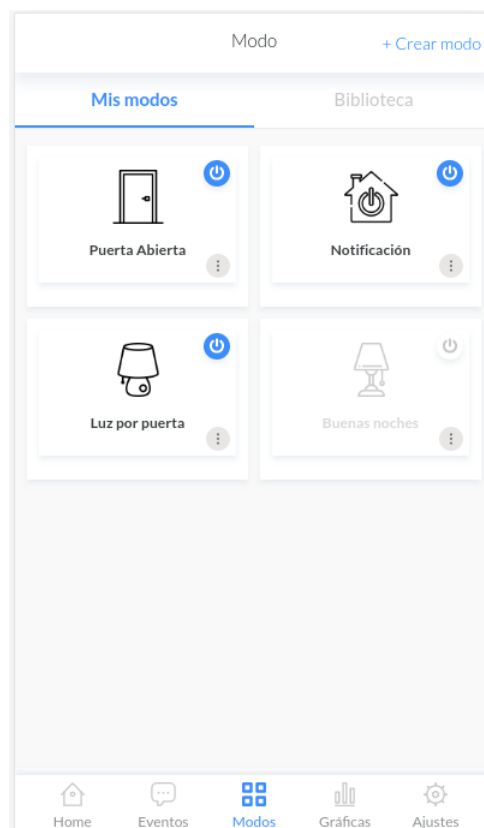 Modo
+ Crear modo
Mis modos
Biblioteca
Puerta Abierta
Notificación
Luz por puerta
Buenas noches
Home
Eventos
Modos
Gráficas
Ajustes